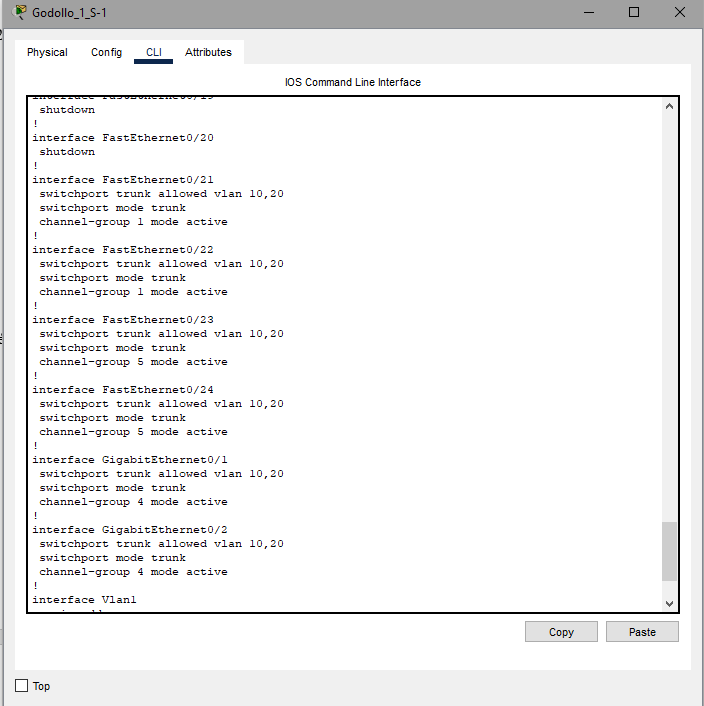 Godollo_1_S-1
Physical Config CLI Attributes
IOS Command Line Interface
interface FastEthernet0/19
shutdown
!
interface FastEthernet0/20
shutdown
!
interface FastEthernet0/21
switchport trunk allowed vlan 10,20
switchport mode trunk
channel-group 1 mode active
!
interface FastEthernet0/22
switchport trunk allowed vlan 10,20
switchport mode trunk
channel-group 1 mode active
!
interface FastEthernet0/23
switchport trunk allowed vlan 10,20
switchport mode trunk
channel-group 5 mode active
!
interface FastEthernet0/24
switchport trunk allowed vlan 10,20
switchport mode trunk
channel-group 5 mode active
!
interface GigabitEthernet0/1
switchport trunk allowed vlan 10,20
switchport mode trunk
channel-group 4 mode active
!
interface GigabitEthernet0/2
switchport trunk allowed vlan 10,20
switchport mode trunk
channel-group 4 mode active
!
interface Vlan1
Copy Paste
Top